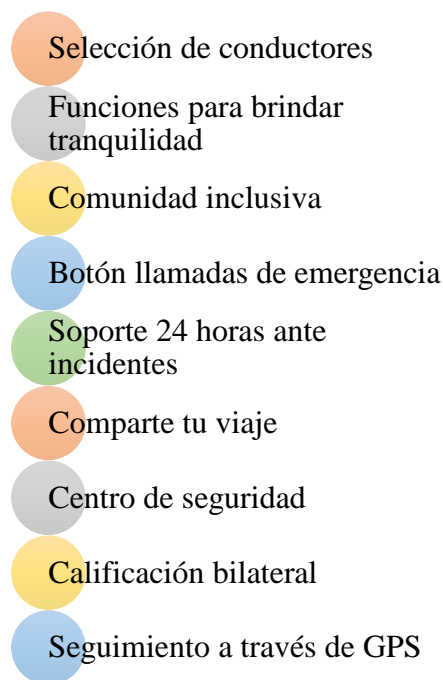 Selección de conductores
Funciones para brindar
tranquilidad
Comunidad inclusiva
Botón llamadas de emergencia
Soporte 24 horas ante
incidentes
Comparte tu viaje
Centro de seguridad
Calificación bilateral
Seguimiento a través de GPS